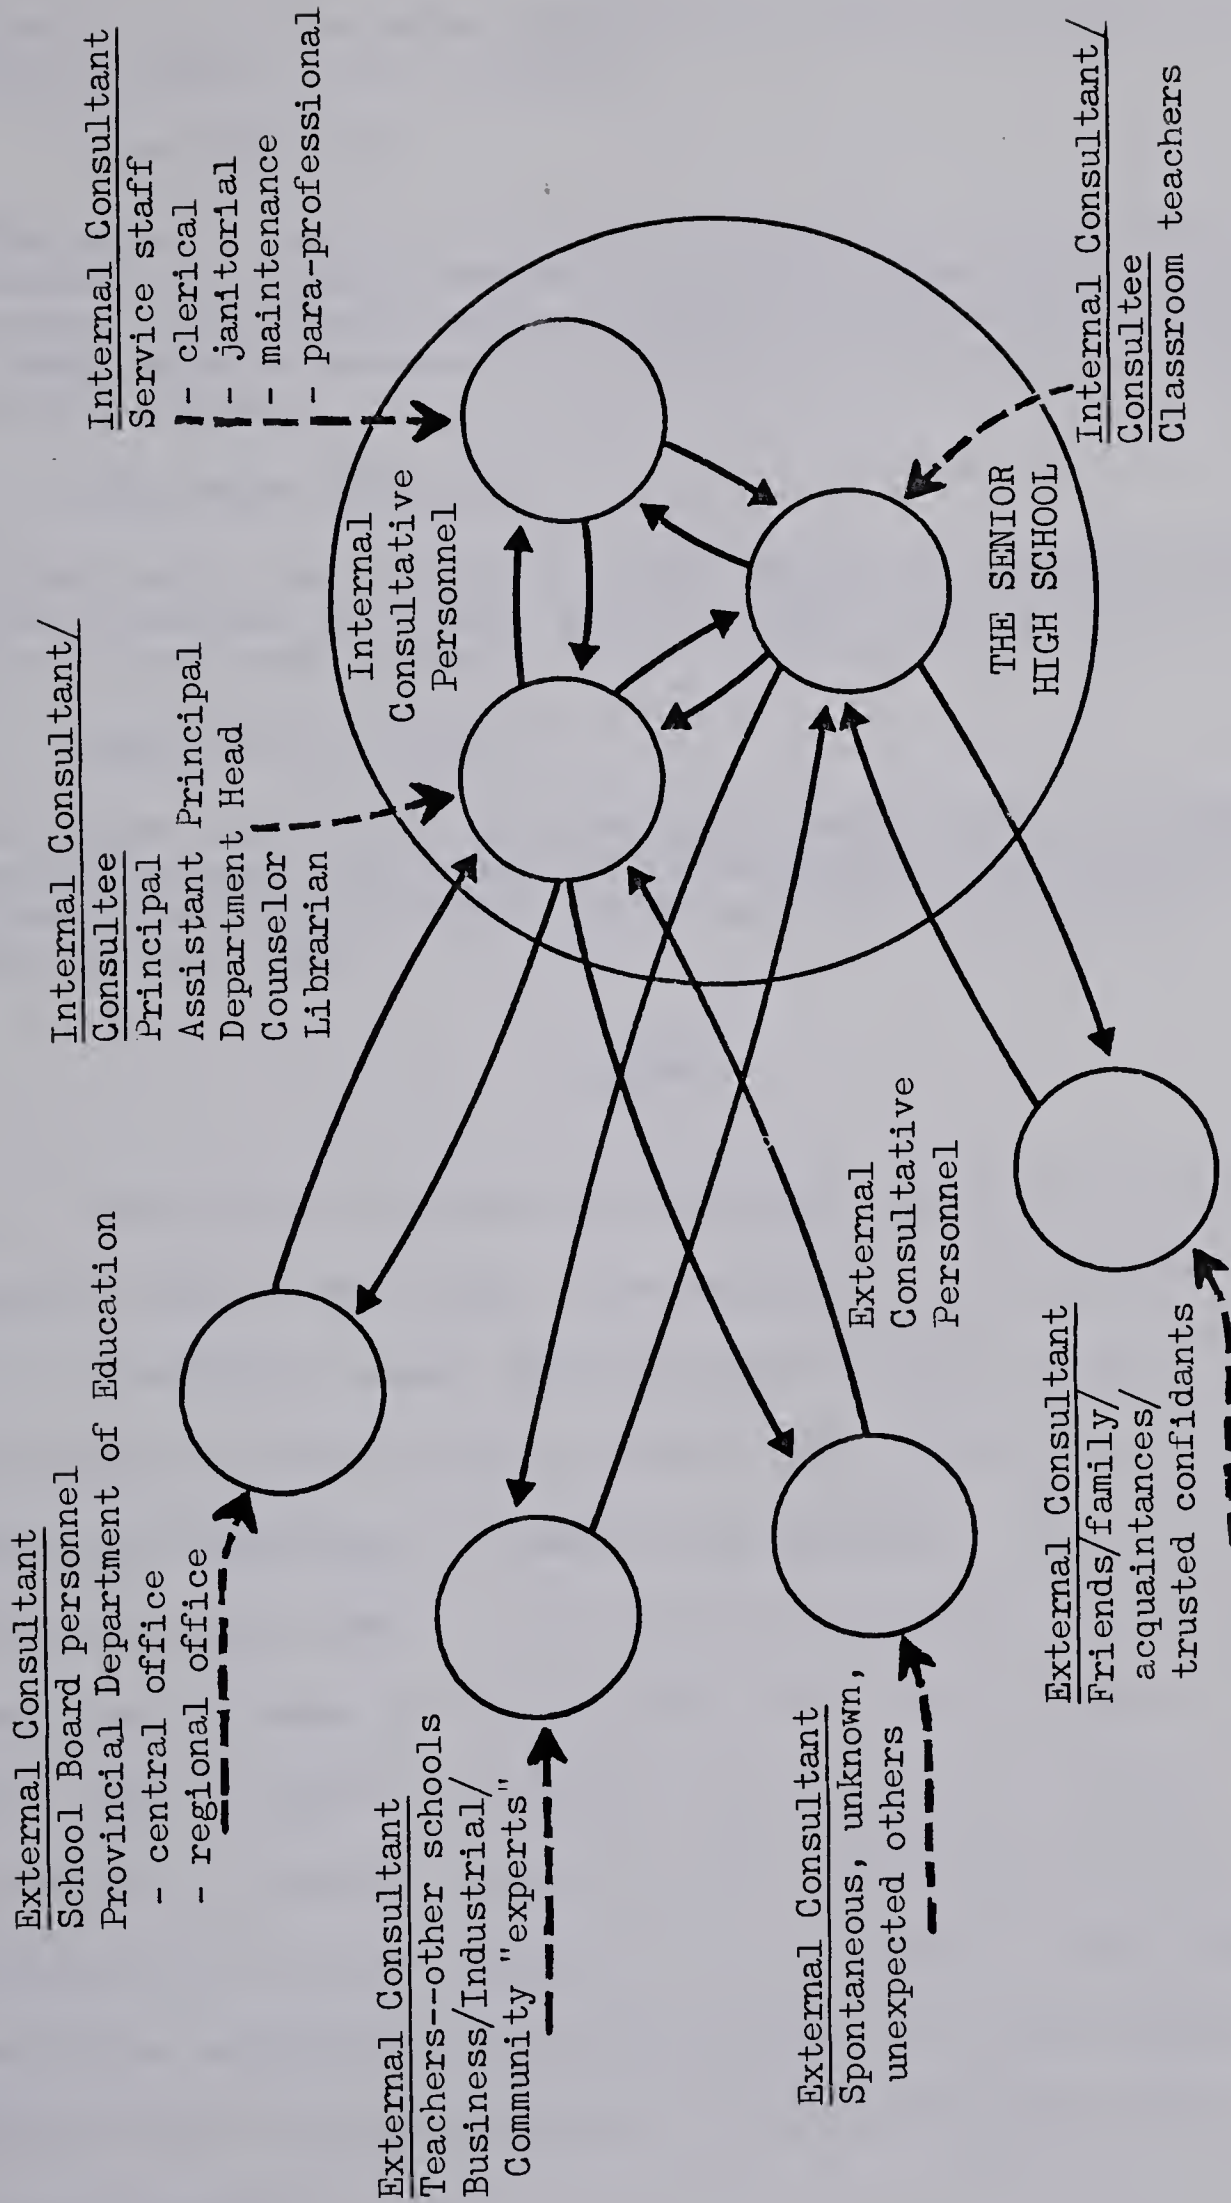 External Consultant
School Board personnel
Provincial Department of Education
- central office
- regional office
External Consultant
Teachers--other schools
Business/Industrial/
Community "experts"
External Consultant
Spontaneous, unknown,
unexpected others
External Consultant
Friends/family/
acquaintances/
trusted confidants
External
Consultative
Personnel
Internal Consultant/
Consultee
Principal
Assistant Principal
Department Head
Counselor
Librarian
Internal
Consultative
Personnel
THE SENIOR
HIGH SCHOOL
Internal Consultant
Service staff
- clerical
- janitorial
- maintenance
- para-professional
Internal Consultant/
Consultee
Classroom teachers